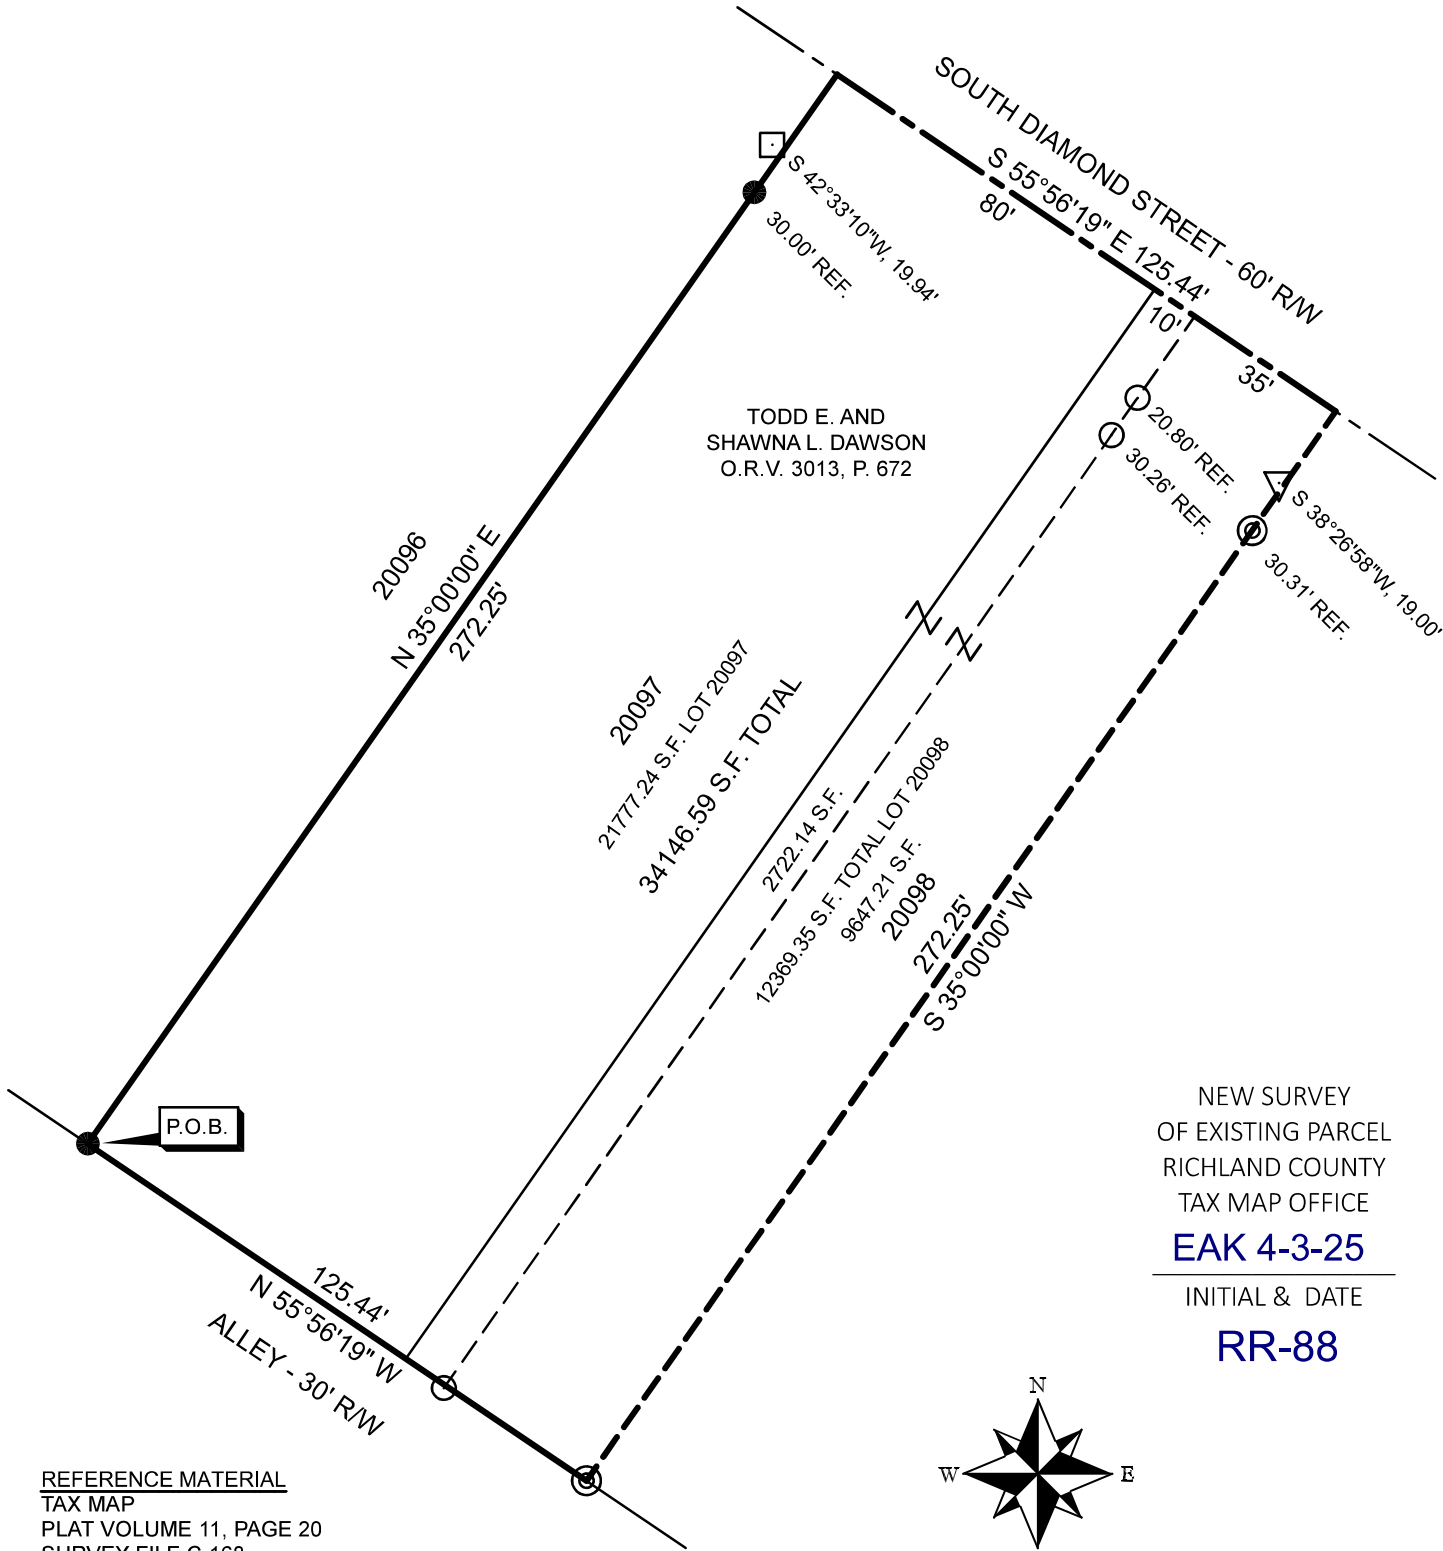 SOUTH DIAMOND STREET - 60' R/W
S 55°56'19" E 125.44'
80'
10'
35'
S 42°33'10"W, 19.94'
30.00' REF.
TODD E. AND
SHAWNA L. DAWSON
O.R.V. 3013, P. 672
20.80' REF.
30.26' REF.
S 38°26'58"W, 19.00'
30.31' REF.
20096
N 35°00'00" E
272.25'
20097
21777.24 S.F. LOT 20097
34146.59 S.F. TOTAL
2722.14 S.F.
12369.35 S.F. TOTAL LOT 20098
9647.21 S.F.
20098
272.25'
S 35°00'00" W
P.O.B.
125.44'
N 55°56'19" W
ALLEY - 30' R/W
NEW SURVEY
OF EXISTING PARCEL
RICHLAND COUNTY
TAX MAP OFFICE
EAK 4-3-25
INITIAL & DATE
RR-88
N
W
E
REFERENCE MATERIAL
TAX MAP
PLAT VOLUME 11, PAGE 20
SURVEY FILE C-168